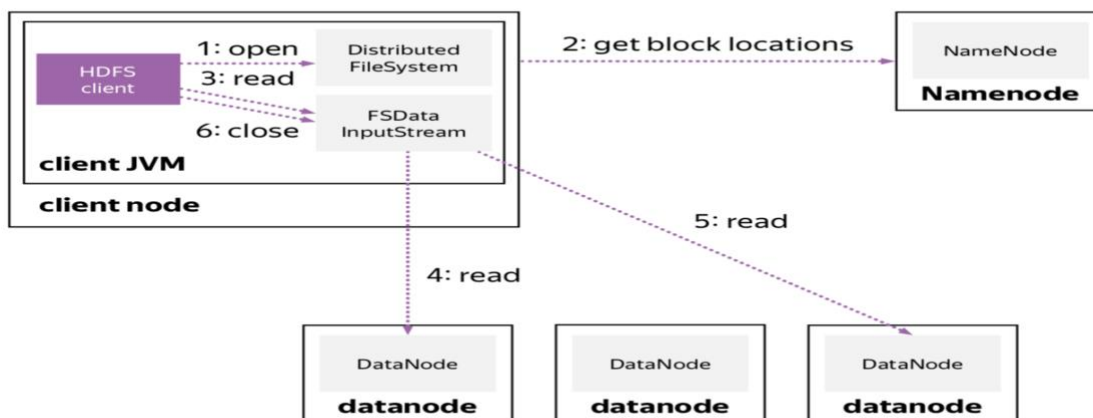 1: open
Distributed
FileSystem
2: get block locations
NameNode
HDFS
client
3: read
Namenode
FSData
InputStream
6: close
client JVM
client node
5: read
4: read
DataNode
DataNode
DataNode
datanode
datanode
datanode